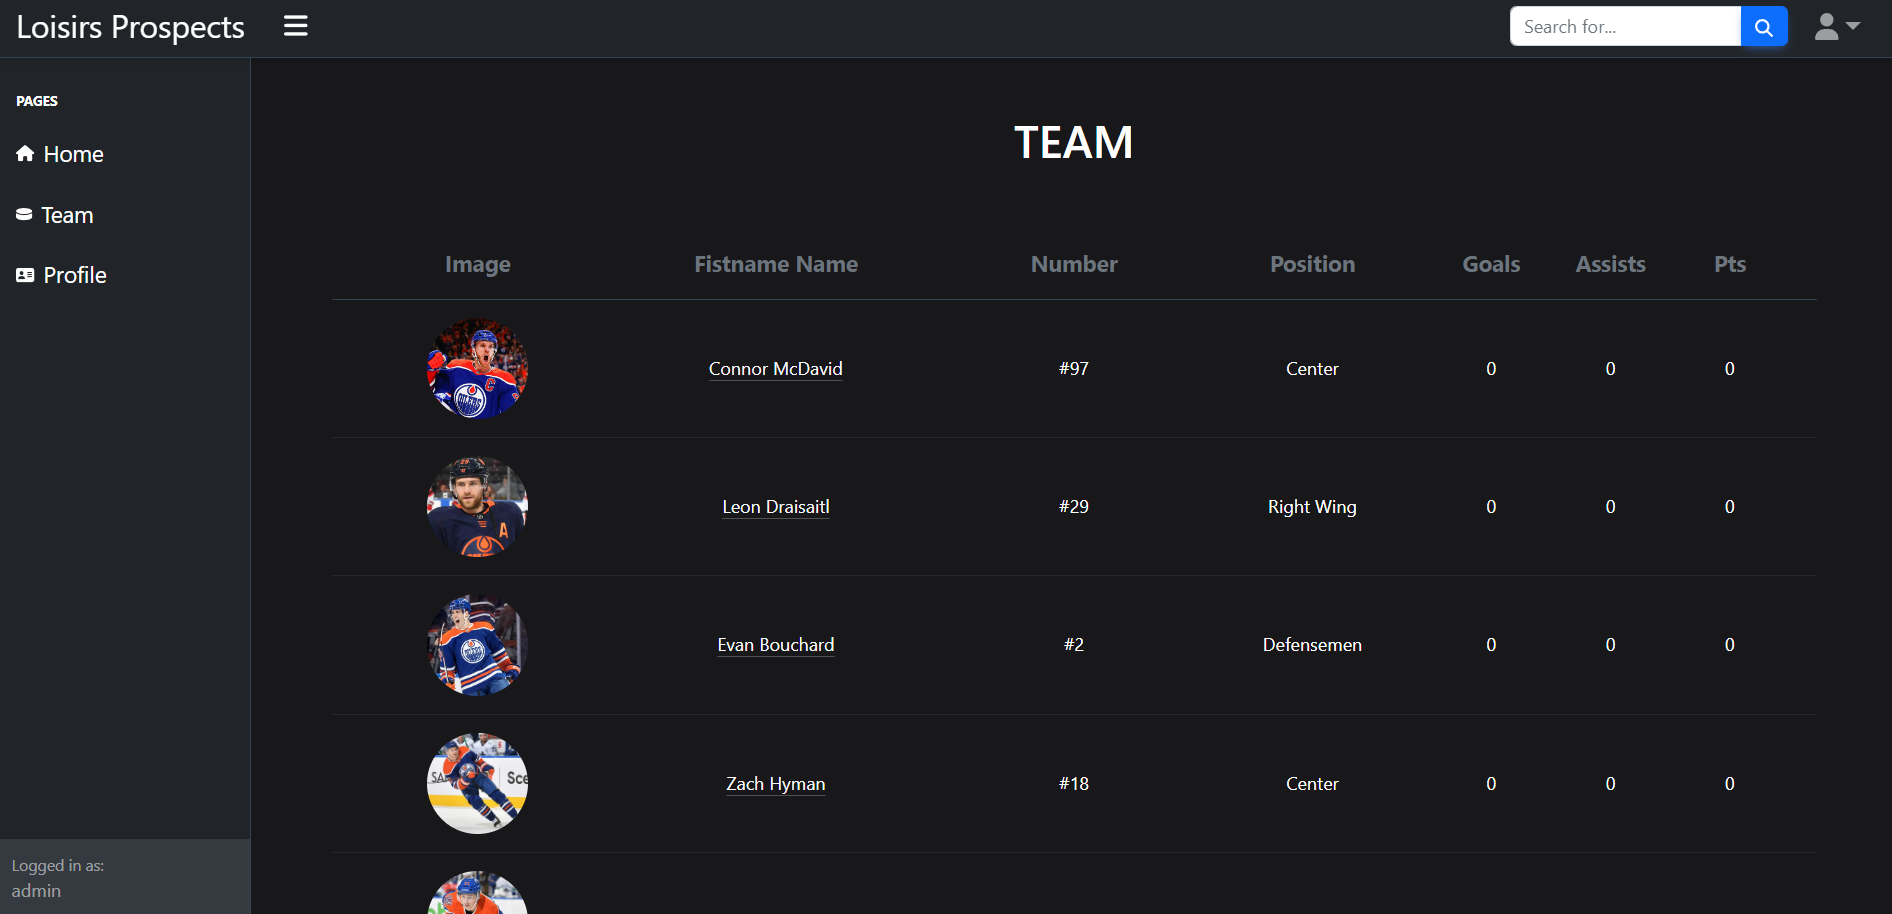 Loisirs Prospects
Search for...
PAGES
Home
Team
Profile
TEAM
Image Fistname Name Number Position Goals Assists Pts
Connor McDavid #97 Center 0 0 0
Leon Draisaitl #29 Right Wing 0 0 0
Evan Bouchard #2 Defensemen 0 0 0
Zach Hyman #18 Center 0 0 0
Logged in as:
admin